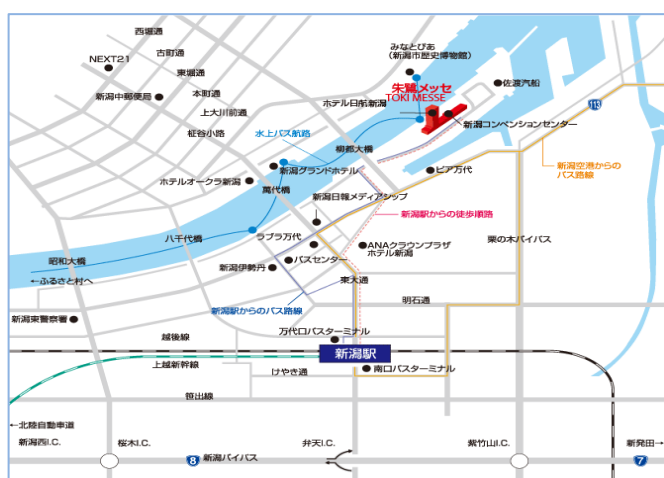 西堀通
古町通
NEXT21
東堀通
みなとぴあ
(新潟市歴史博物館)
新潟中郵便局
本町通
朱鷺メッセ
TOKI MESSE
佐渡汽船
上大川前通
ホテル日航新潟
113
柾谷小路
水上バス航路
柳都大橋
新潟コンベンションセンター
新潟グランドホテル
ピア万代
新潟空港からの
バス路線
ホテルオークラ新潟
萬代橋
新潟日報メディアシップ
新潟駅からの徒歩順路
八千代橋
ラブラ万代
栗の木バイパス
昭和大橋
バスセンター
ANAクラウンプラザ
ホテル新潟
新潟伊勢丹
←ふるさと村へ
東大通
明石通
新潟駅からのバス路線
新潟東警察署
越後線
万代口バスターミナル
新潟駅
上越新幹線
けやき通
南口バスターミナル
笹出線
←北陸自動車道
新潟西I.C.
桜木I.C.
弁天I.C.
紫竹山I.C.
新発田→
8
新潟バイパス
7